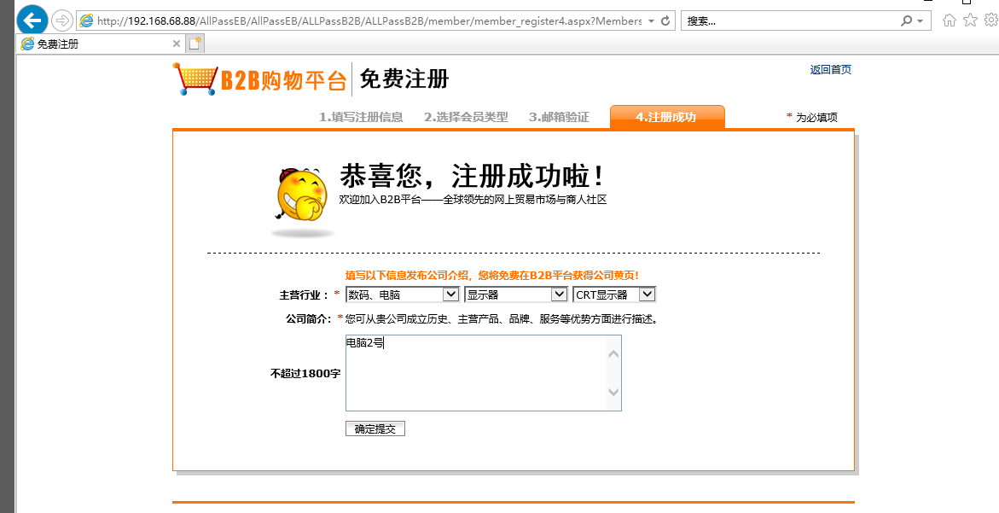 http://192.168.68.88/AllPassEB/AllPassEB/ALLPassB2B/ALLPassB2B/member/member_register4.aspx?Members
搜索...
免费注册
B2B购物平台 免费注册
返回首页
1.填写注册信息 2.选择会员类型 3.邮箱验证 4.注册成功 * 为必填项
恭喜您，注册成功啦！
欢迎加入B2B平台——全球领先的网上贸易市场与商人社区
填写以下信息发布公司介绍，您将免费在B2B平台获得公司黄页！
主营行业： * 数码、电脑 显示器 CRT显示器
公司简介： * 您可从贵公司成立历史、主营产品、品牌、服务等优势方面进行描述。
电脑2号
不超过1800字
确定提交